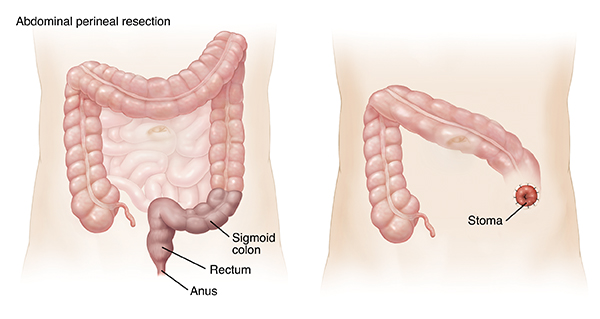 Abdominal perineal resection
Sigmoid
colon
Rectum
Anus
Stoma